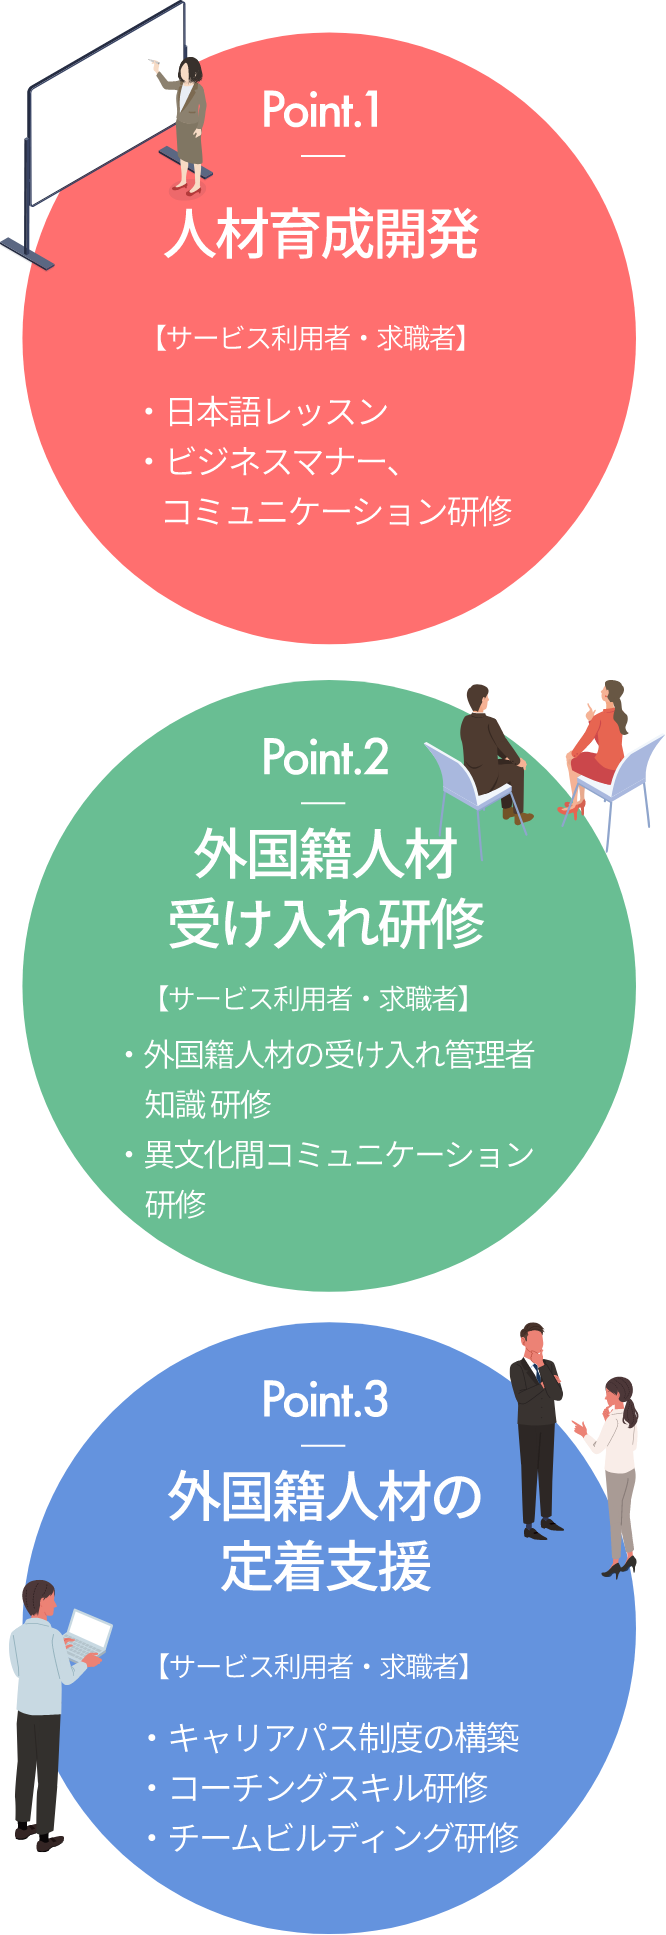 Point.1
人材育成開発
【サービス利用者・求職者】
・日本語レッスン
・ビジネスマナー、
コミュニケーション研修
Point.2
外国籍人材
受け入れ研修
【サービス利用者・求職者】
・外国籍人材の受け入れ管理者
知識 研修
・異文化間コミュニケーション
研修
Point.3
外国籍人材の
定着支援
【サービス利用者・求職者】
・キャリアパス制度の構築
・コーチングスキル研修
・チームビルディング研修